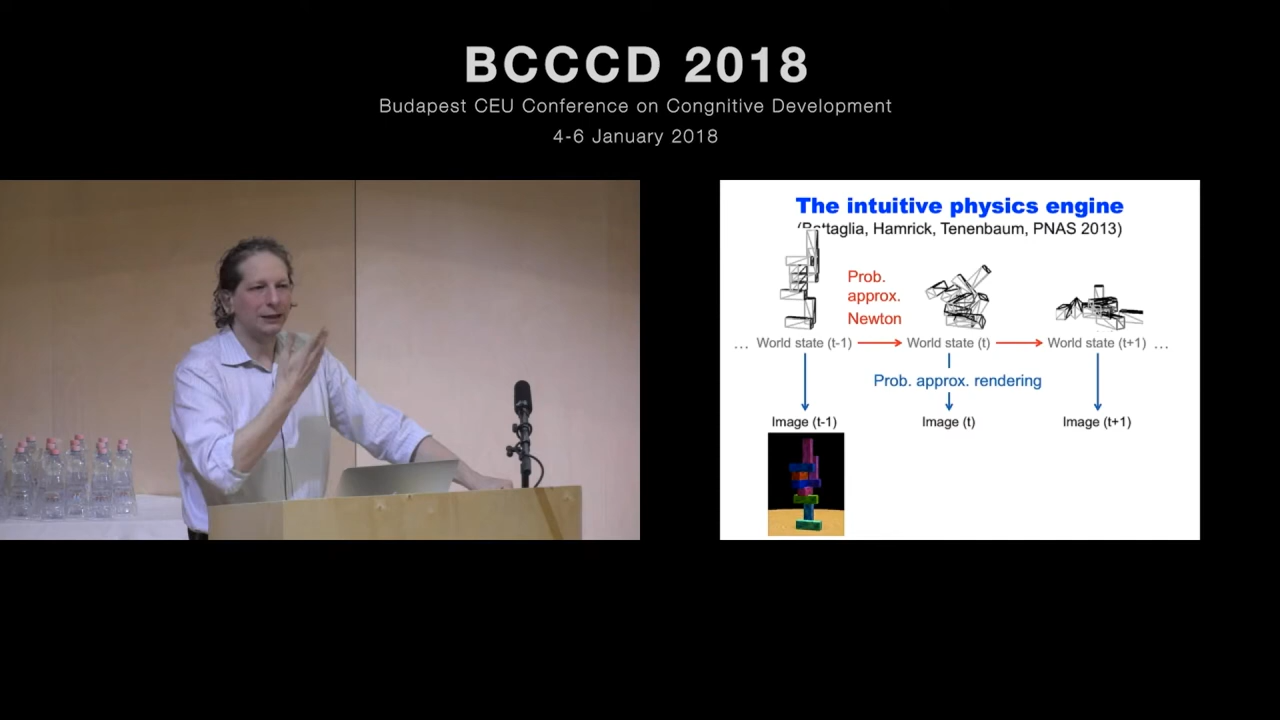 BCCCD 2018
Budapest CEU Conference on Congnitive Development
4-6 January 2018
The intuitive physics engine
(Battaglia, Hamrick, Tenenbaum, PNAS 2013)
Prob.
approx.
Newton
... World state (t-1) World state (t) World state (t+1) ...
Prob. approx. rendering
Image (t-1) Image (t) Image (t+1)